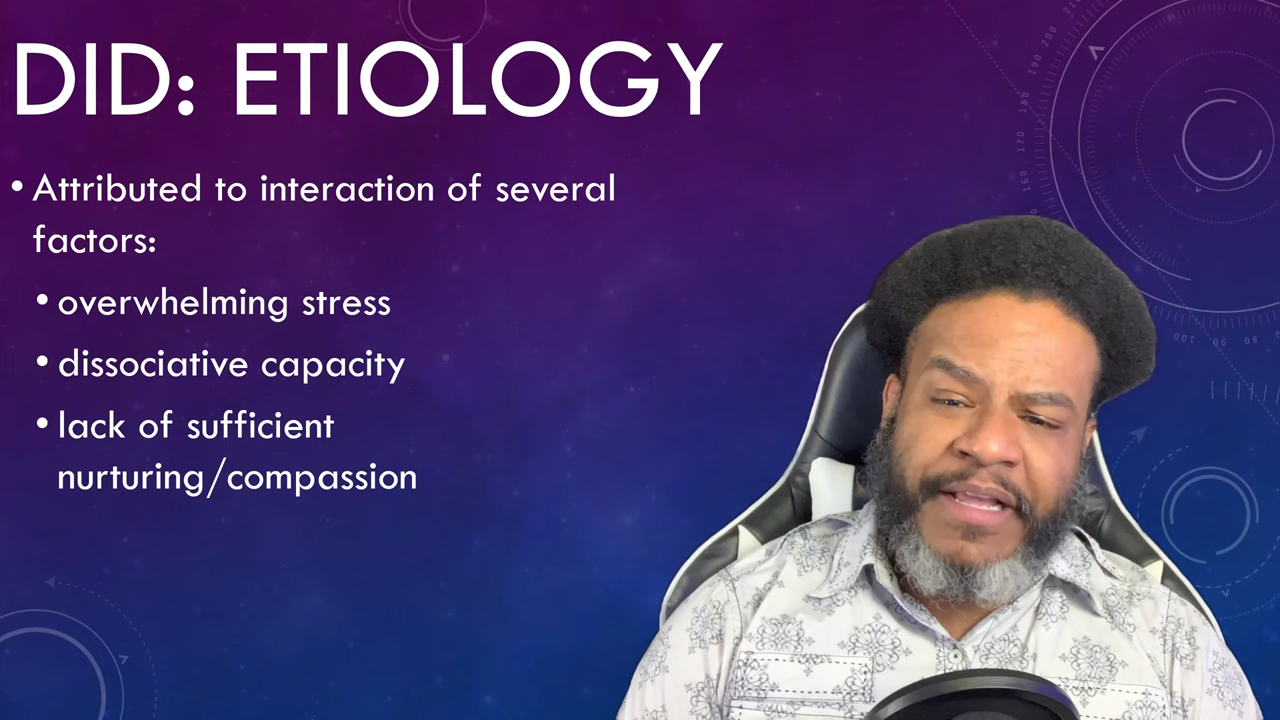 DID: ETIOLOGY
• Attributed to interaction of several
factors:
• overwhelming stress
• dissociative capacity
• lack of sufficient
nurturing/compassion